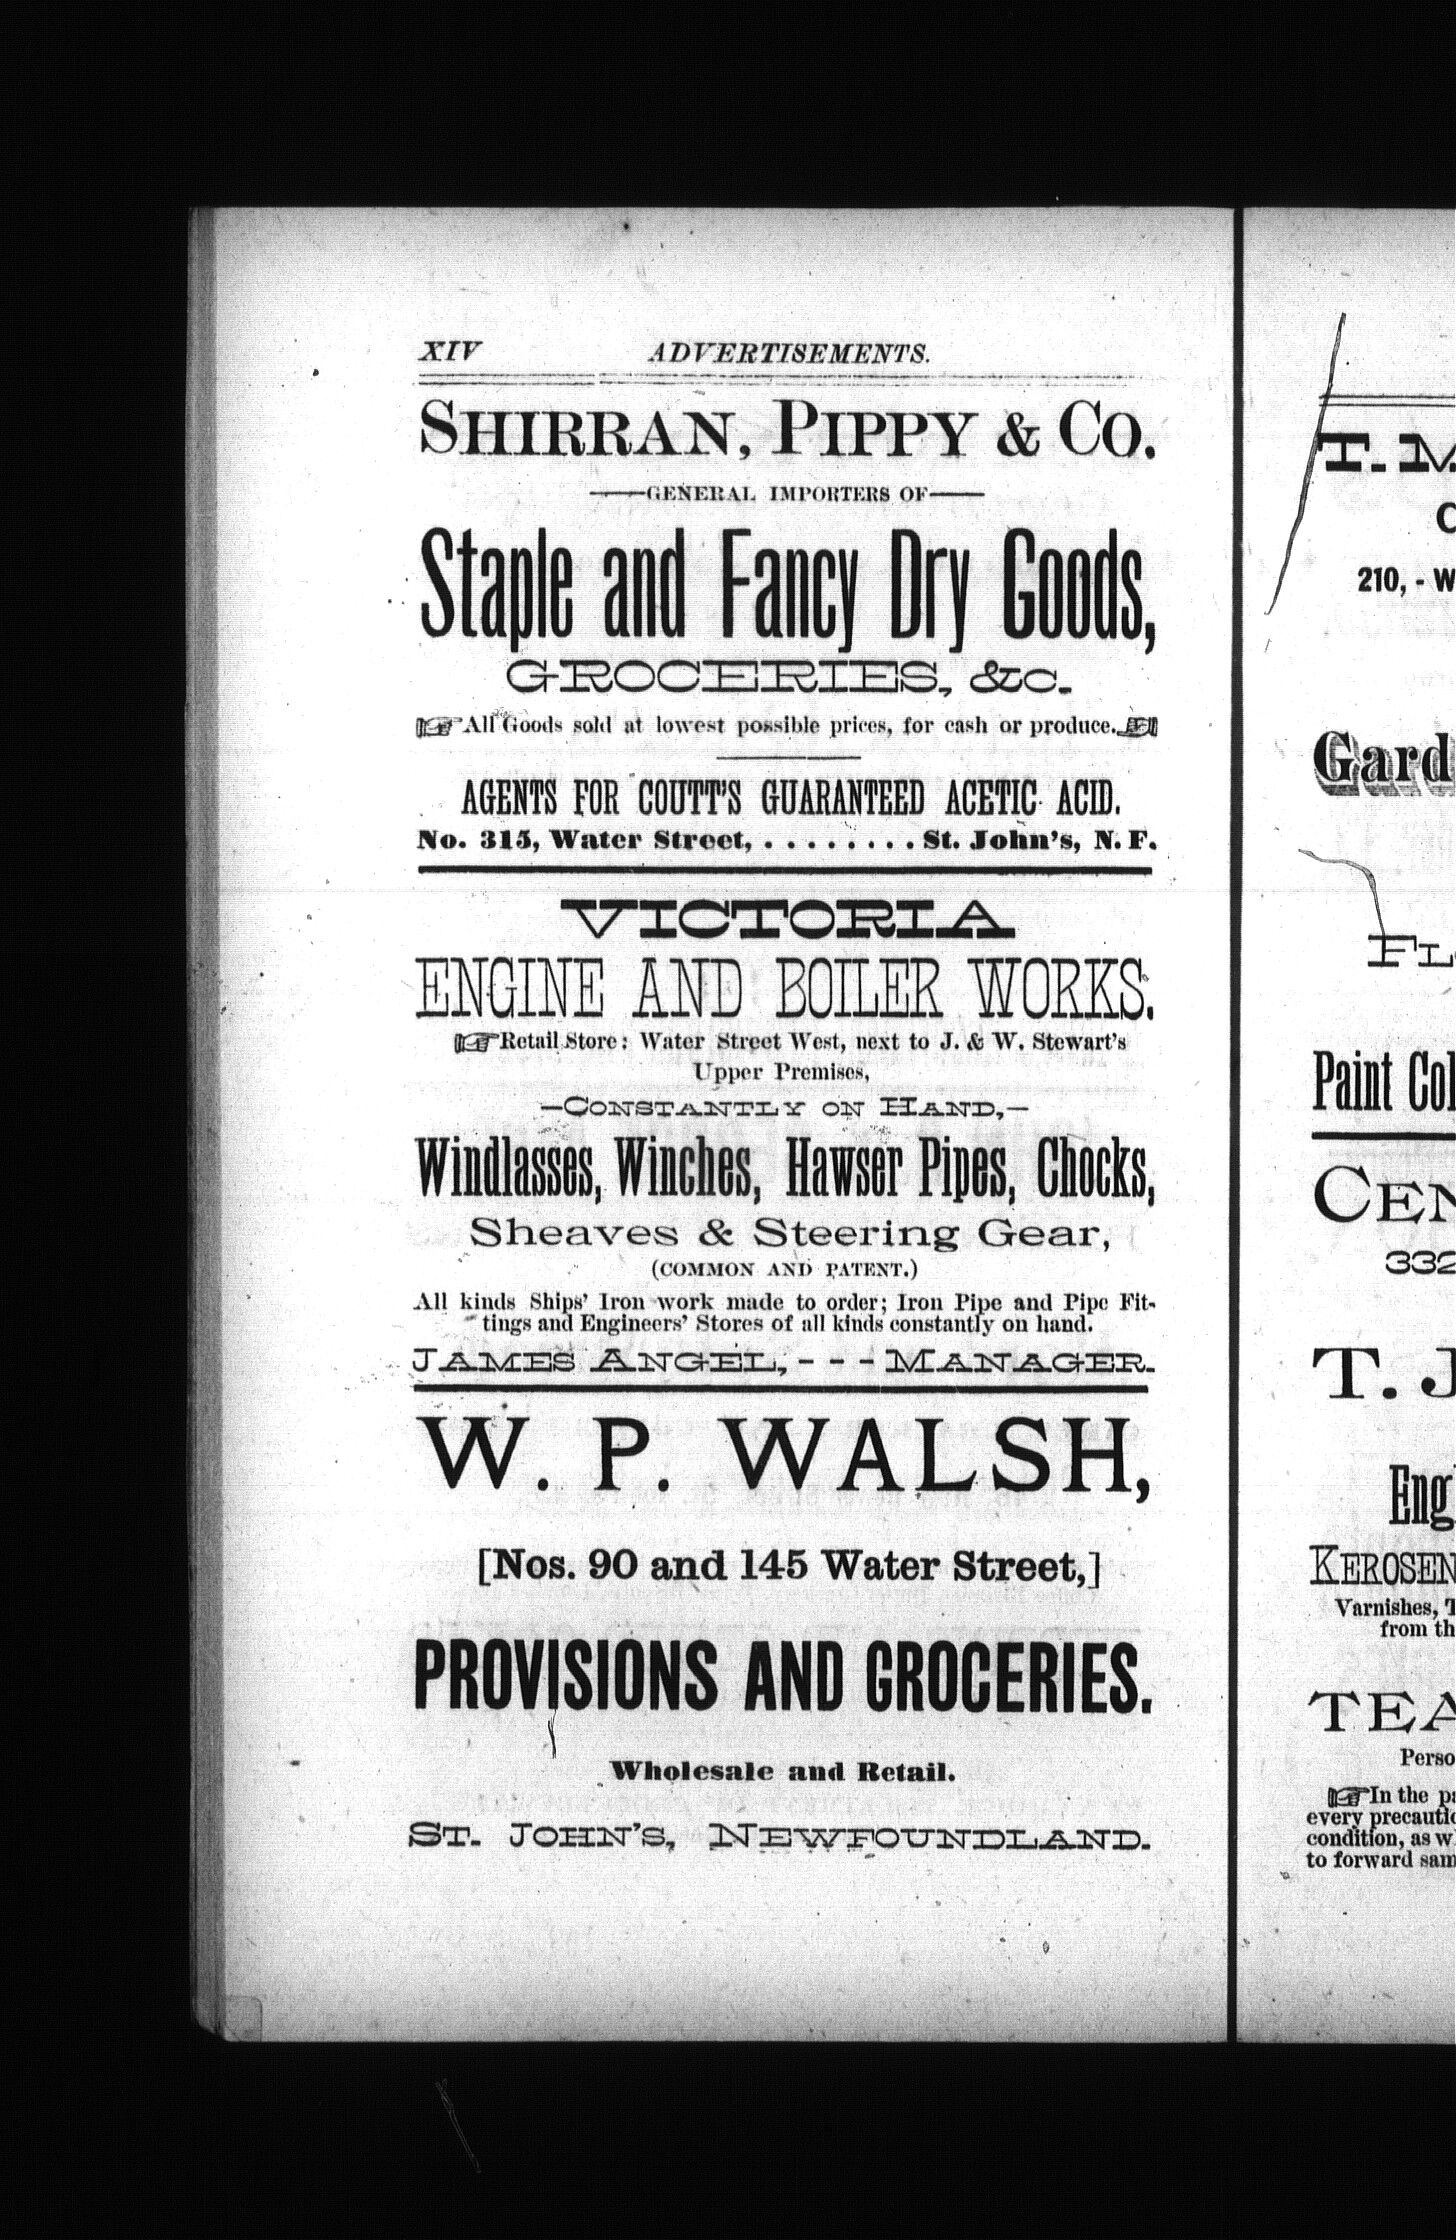 XIV ADVERTISEMENTS.
SHIRRAN, PIPPY & CO.
——GENERAL IMPORTERS OF——
Staple and Fancy Dry Goods,
GROCERIES, &c.
☞All Goods sold at lowest possible prices, for cash or produce.☜
AGENTS FOR COUTT'S GUARANTEED ACETIC ACID.
No. 315, Water Street, . . . . . . . . St. John's, N. F.
VICTORIA
ENGINE AND BOILER WORKS.
☞Retail Store: Water Street West, next to J. & W. Stewart's
Upper Premises,
—CONSTANTLY ON HAND,—
Windlasses, Winches, Hawser Pipes, Chocks,
Sheaves & Steering Gear,
(COMMON AND PATENT.)
All kinds Ships' Iron work made to order; Iron Pipe and Pipe Fit-
tings and Engineers' Stores of all kinds constantly on hand.
JAMES ANGEL, - - - MANAGER.
W. P. WALSH,
[Nos. 90 and 145 Water Street,]
PROVISIONS AND GROCERIES.
Wholesale and Retail.
ST. JOHN'S, NEWFOUNDLAND.
T. M
210, - W
Gard
FL
Paint Col
CEN
332
T. J
Eng
KEROSEN
Varnishes, T
from th
TEA
Perso
☞In the pa
every precautio
condition, as w
to forward sam